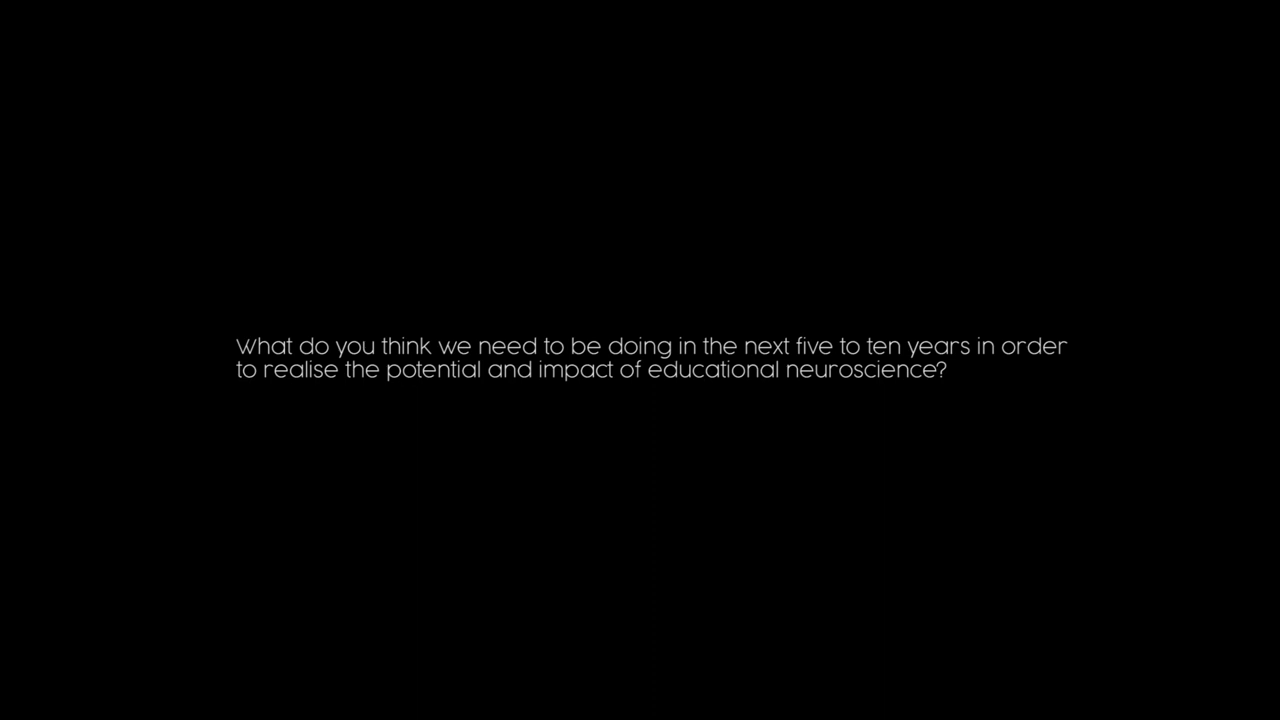 What do you think we need to be doing in the next five to ten years in order
to realise the potential and impact of educational neuroscience?